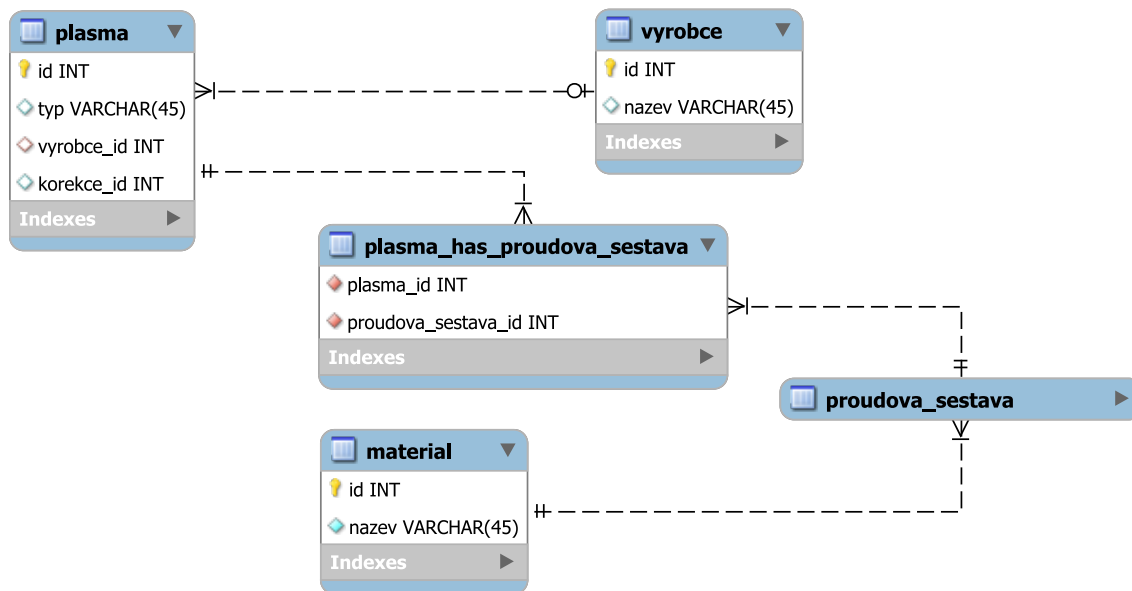 plasma
id INT
typ VARCHAR(45)
vyrobce_id INT
korekce_id INT
Indexes
vyrobce
id INT
nazev VARCHAR(45)
Indexes
plasma_has_proudova_sestava
plasma_id INT
proudova_sestava_id INT
Indexes
proudova_sestava
material
id INT
nazev VARCHAR(45)
Indexes